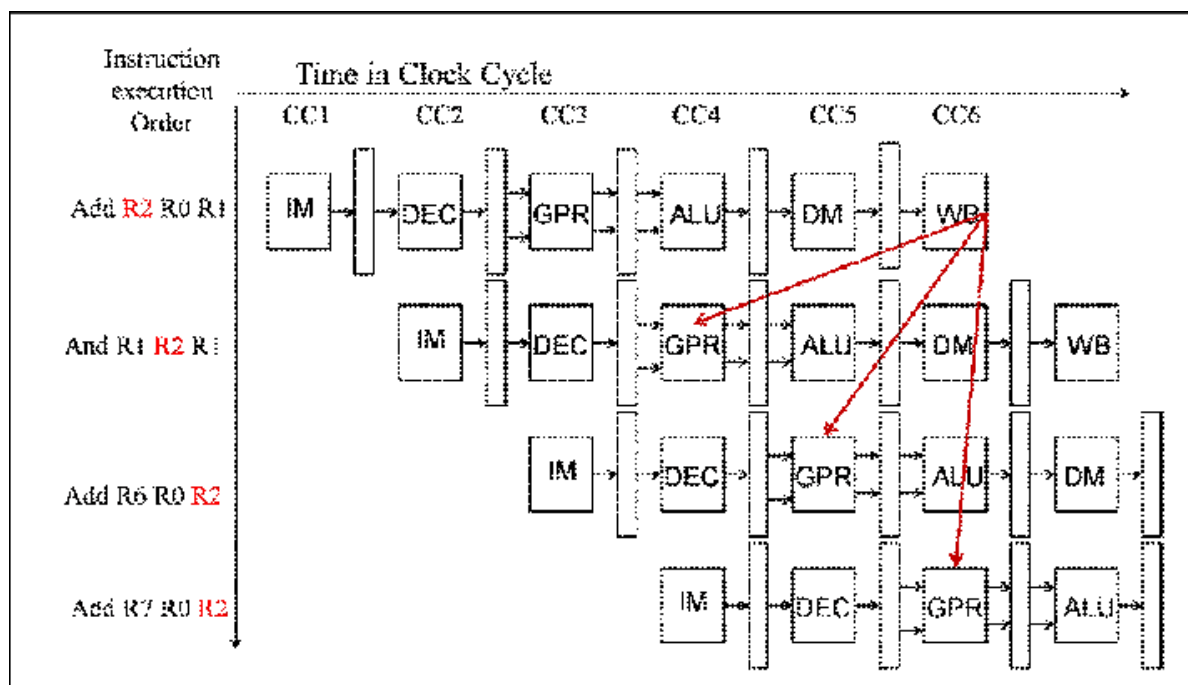 Instruction
execution
Order
Time in Clock Cycle
CC1 CC2 CC3 CC4 CC5 CC6
Add R2 R0 R1
IM DEC GPR ALU DM WB
And R1 R2 R1
IM DEC GPR ALU DM WB
Add R6 R0 R2
IM DEC GPR ALU DM
Add R7 R0 R2
IM DEC GPR ALU